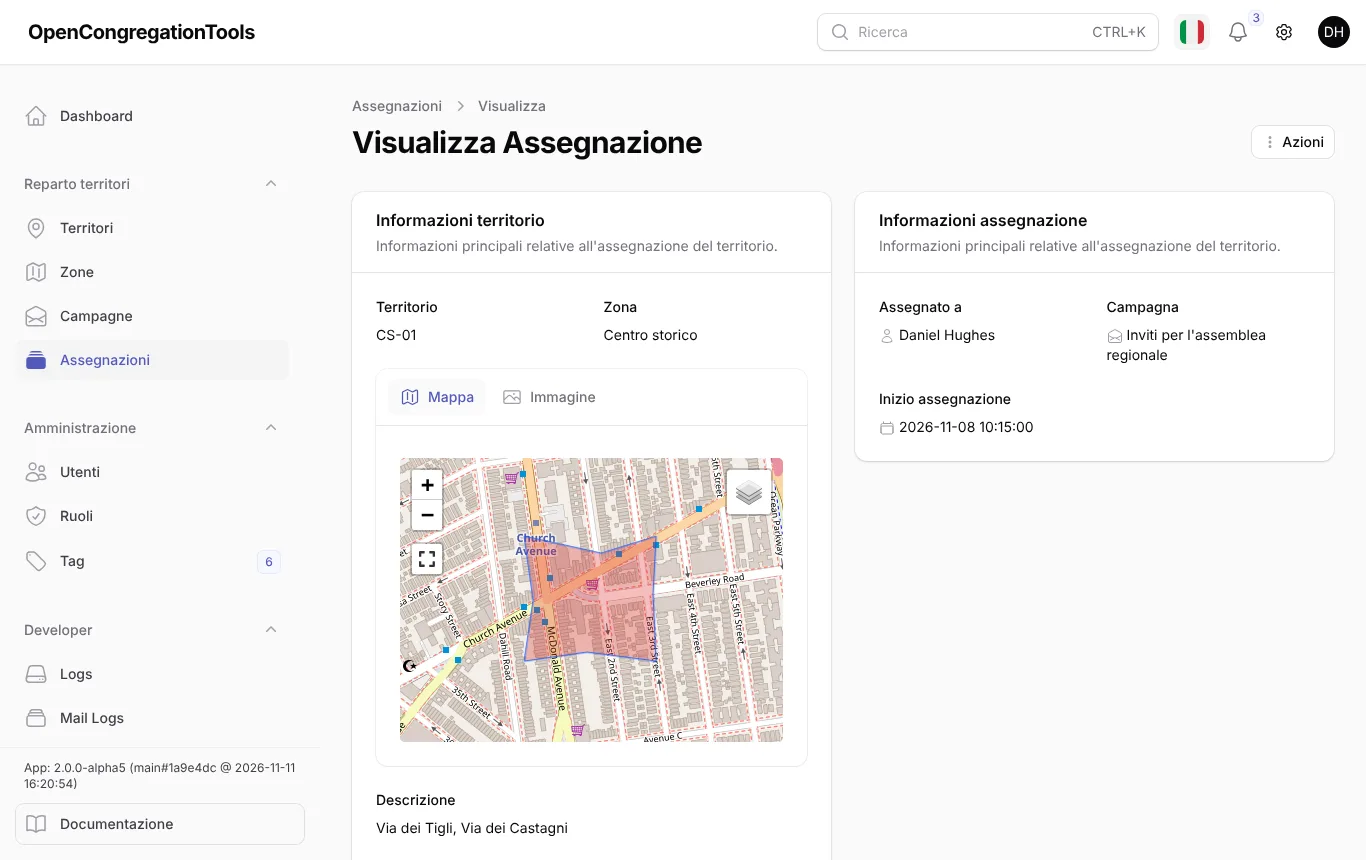 OpenCongregationTools
Ricerca
CTRL+K
3
DH
Dashboard
Reparto territori
Territori
Zone
Campagne
Assegnazioni
Amministrazione
Utenti
Ruoli
Tag
6
Developer
Logs
Mail Logs
App: 2.0.0-alpha5 (main#1a9e4dc @ 2026-11-11
16:20:54)
Documentazione
Assegnazioni
Visualizza
Visualizza Assegnazione
Azioni
Informazioni territorio
Informazioni principali relative all'assegnazione del territorio.
Territorio
Zona
CS-01
Centro storico
Mappa
Immagine
+
−
Church
Avenue
5th Street
Ocean Parkway
Beverley Road
Story Street
Church Avenue
Dahill Road
McDonald Avenue
East 2nd Street
East 3rd Street
East 4th Street
East 5th Street
35th Street
Avenue C
Descrizione
Via dei Tigli, Via dei Castagni
Informazioni assegnazione
Informazioni principali relative all'assegnazione del territorio.
Assegnato a
Campagna
Daniel Hughes
Inviti per l'assemblea
regionale
Inizio assegnazione
2026-11-08 10:15:00